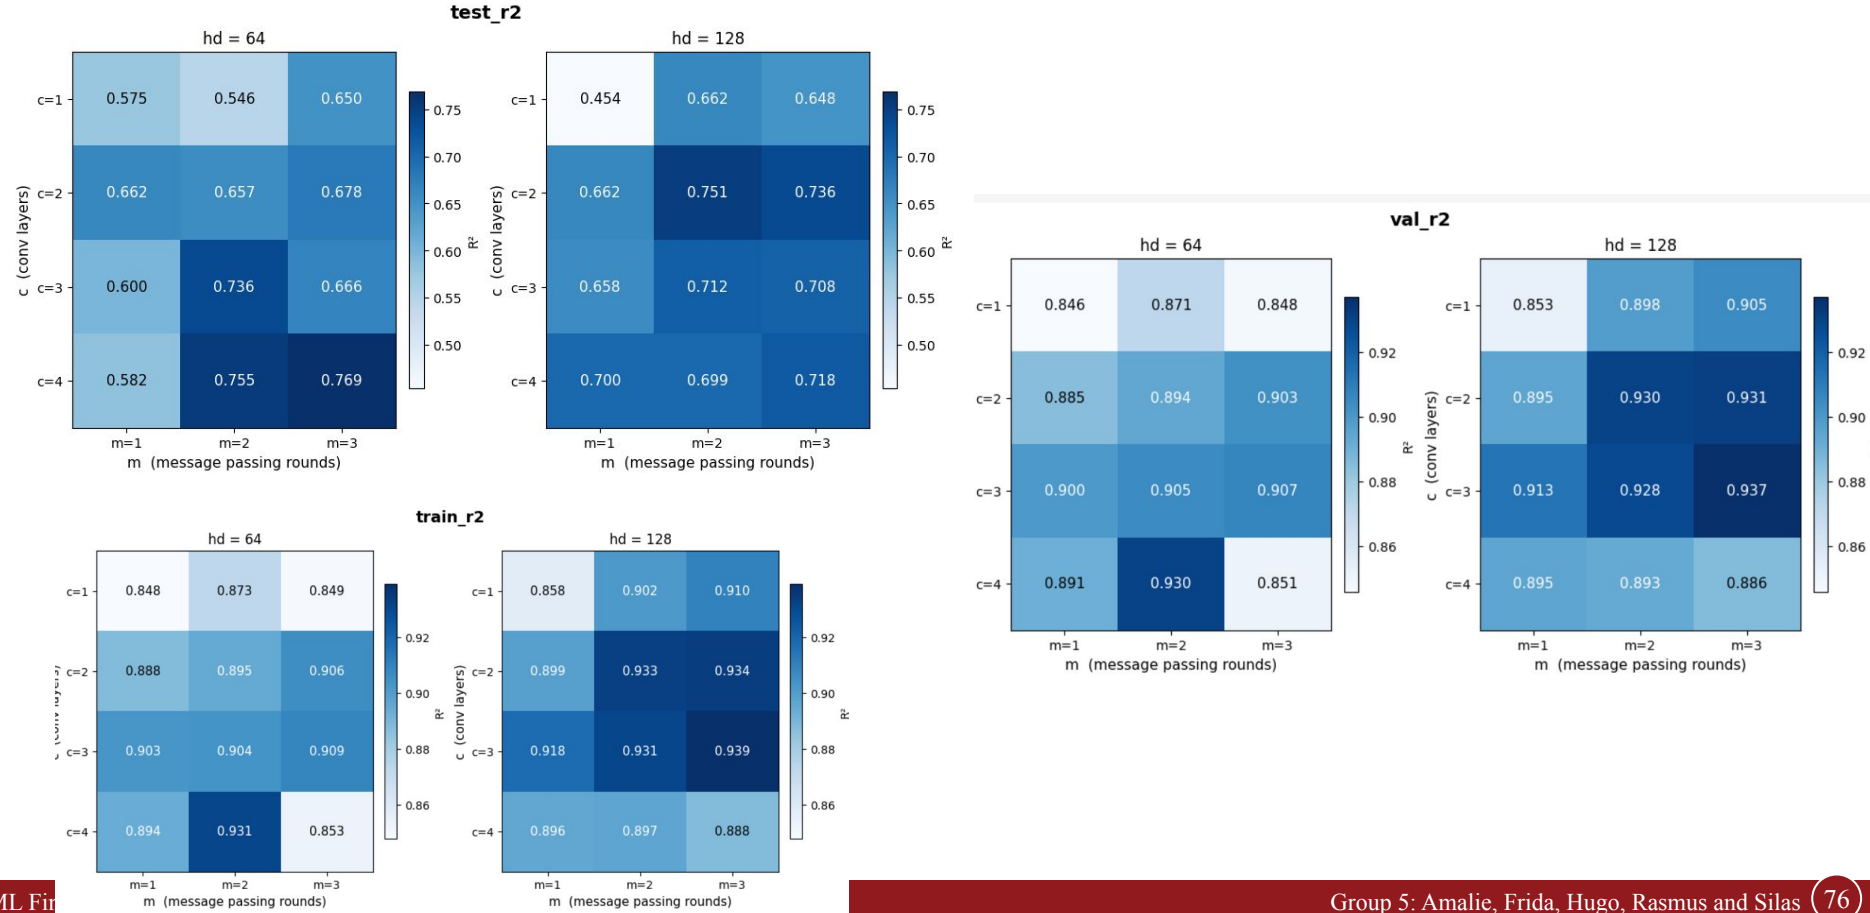 test_r2
hd = 64
hd = 128
c (conv layers)
c=1
c=2
c=3
c=4
0.575 0.546 0.650
0.662 0.657 0.678
0.600 0.736 0.666
0.582 0.755 0.769
m=1 m=2 m=3
m (message passing rounds)
0.75
0.70
0.65
0.60
0.55
0.50
R²
c (conv layers)
c=1
c=2
c=3
c=4
0.454 0.662 0.648
0.662 0.751 0.736
0.658 0.712 0.708
0.700 0.699 0.718
m=1 m=2 m=3
m (message passing rounds)
0.75
0.70
0.65
0.60
0.55
0.50
R²
val_r2
hd = 64
hd = 128
c=1
c=2
c=3
c=4
0.846 0.871 0.848
0.885 0.894 0.903
0.900 0.905 0.907
0.891 0.930 0.851
m=1 m=2 m=3
m (message passing rounds)
0.92
0.90
0.88
0.86
R²
c (conv layers)
c=1
c=2
c=3
c=4
0.853 0.898 0.905
0.895 0.930 0.931
0.913 0.928 0.937
0.895 0.893 0.886
m=1 m=2 m=3
m (message passing rounds)
0.92
0.90
0.88
0.86
train_r2
hd = 64
hd = 128
c=1
c=2
c=3
c=4
0.848 0.873 0.849
0.888 0.895 0.906
0.903 0.904 0.909
0.894 0.931 0.853
m=1 m=2 m=3
m (message passing rounds)
0.92
0.90
0.88
0.86
R²
c (conv layers)
c=1
c=2
c=3
c=4
0.858 0.902 0.910
0.899 0.933 0.934
0.918 0.931 0.939
0.896 0.897 0.888
m=1 m=2 m=3
m (message passing rounds)
0.92
0.90
0.88
0.86
R²
Group 5: Amalie, Frida, Hugo, Rasmus and Silas 76